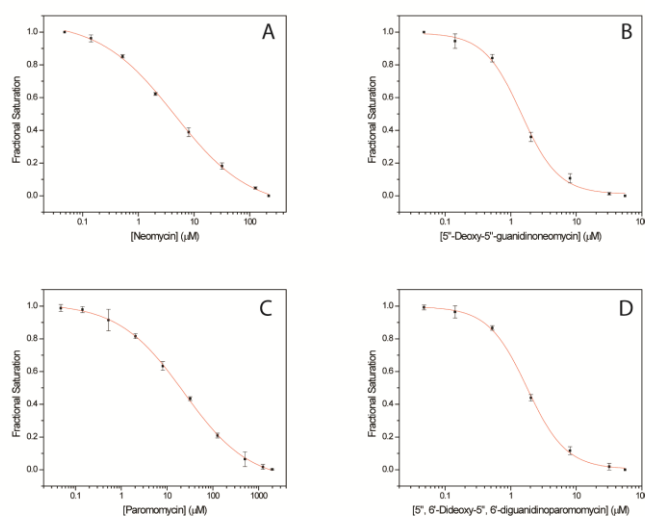 A
1.0
0.8
0.6
0.4
0.2
0.0
Fractional Saturation
0.1 1 10 100
[Neomycin] (μM)
B
1.0
0.8
0.6
0.4
0.2
0.0
Fractional Saturation
0.1 1 10 100
[5"-Deoxy-5"-guanidinoneomycin] (μM)
C
1.0
0.8
0.6
0.4
0.2
0.0
Fractional Saturation
0.1 1 10 100 1000
[Paromomycin] (μM)
D
1.0
0.8
0.6
0.4
0.2
0.0
Fractional Saturation
0.1 1 10 100
[5", 6'-Dideoxy-5", 6'-diguanidinoparomomycin] (μM)